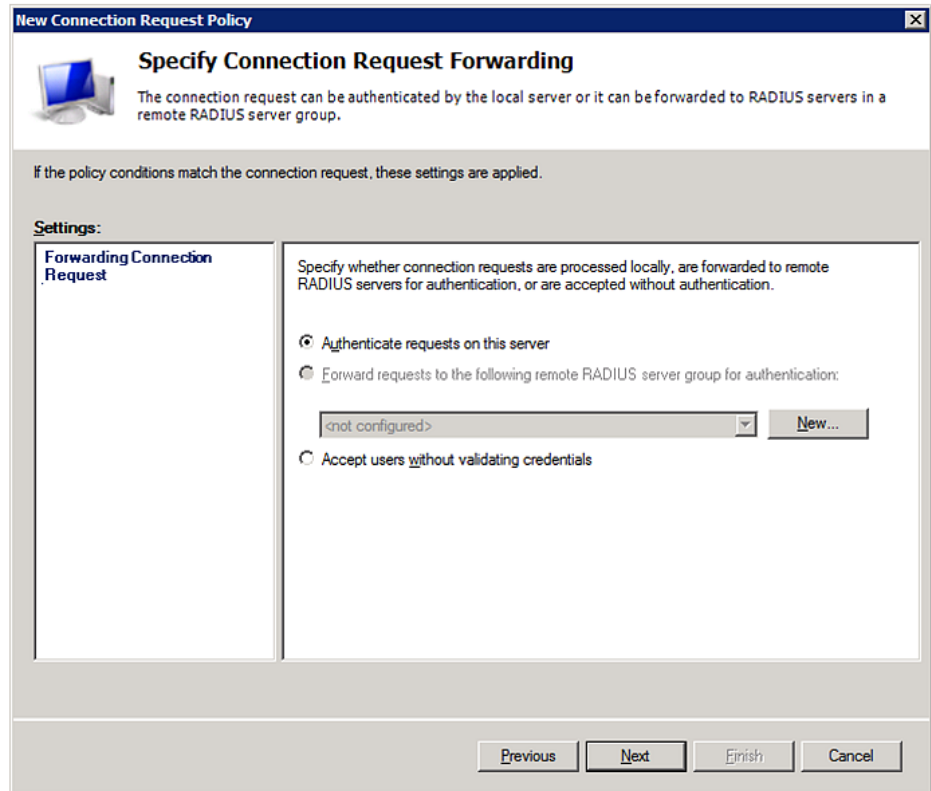 New Connection Request Policy
Specify Connection Request Forwarding
The connection request can be authenticated by the local server or it can be forwarded to RADIUS servers in a
remote RADIUS server group.
If the policy conditions match the connection request, these settings are applied.
Settings:
Forwarding Connection
Request
Specify whether connection requests are processed locally, are forwarded to remote
RADIUS servers for authentication, or are accepted without authentication.
Authenticate requests on this server
Forward requests to the following remote RADIUS server group for authentication:
<not configured>
New...
Accept users without validating credentials
Previous
Next
Finish
Cancel